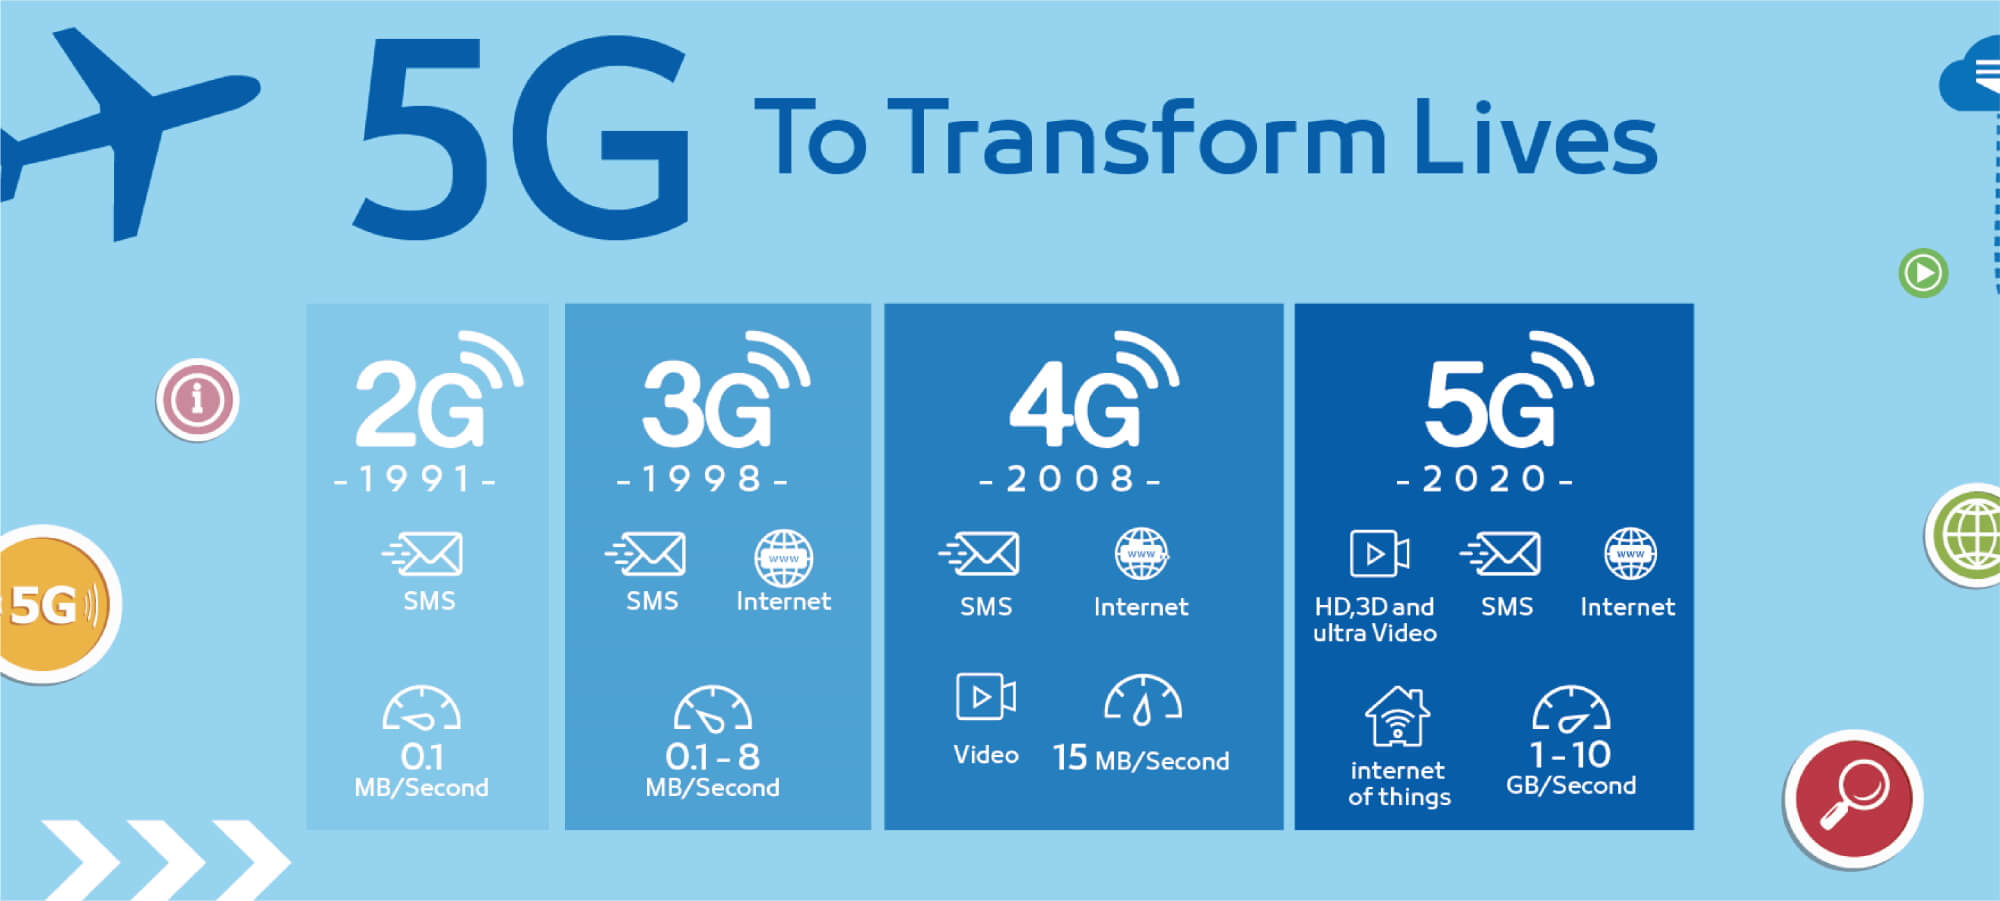 5G To Transform Lives
2G
-1991-
SMS
0.1
MB/Second
3G
-1998-
SMS
www
Internet
0.1-8
MB/Second
4G
-2008-
SMS
www
Internet
Video
15 MB/Second
5G
-2020-
HD,3D and
ultra Video
SMS
www
Internet
internet
of things
1-10
GB/Second
i
5G